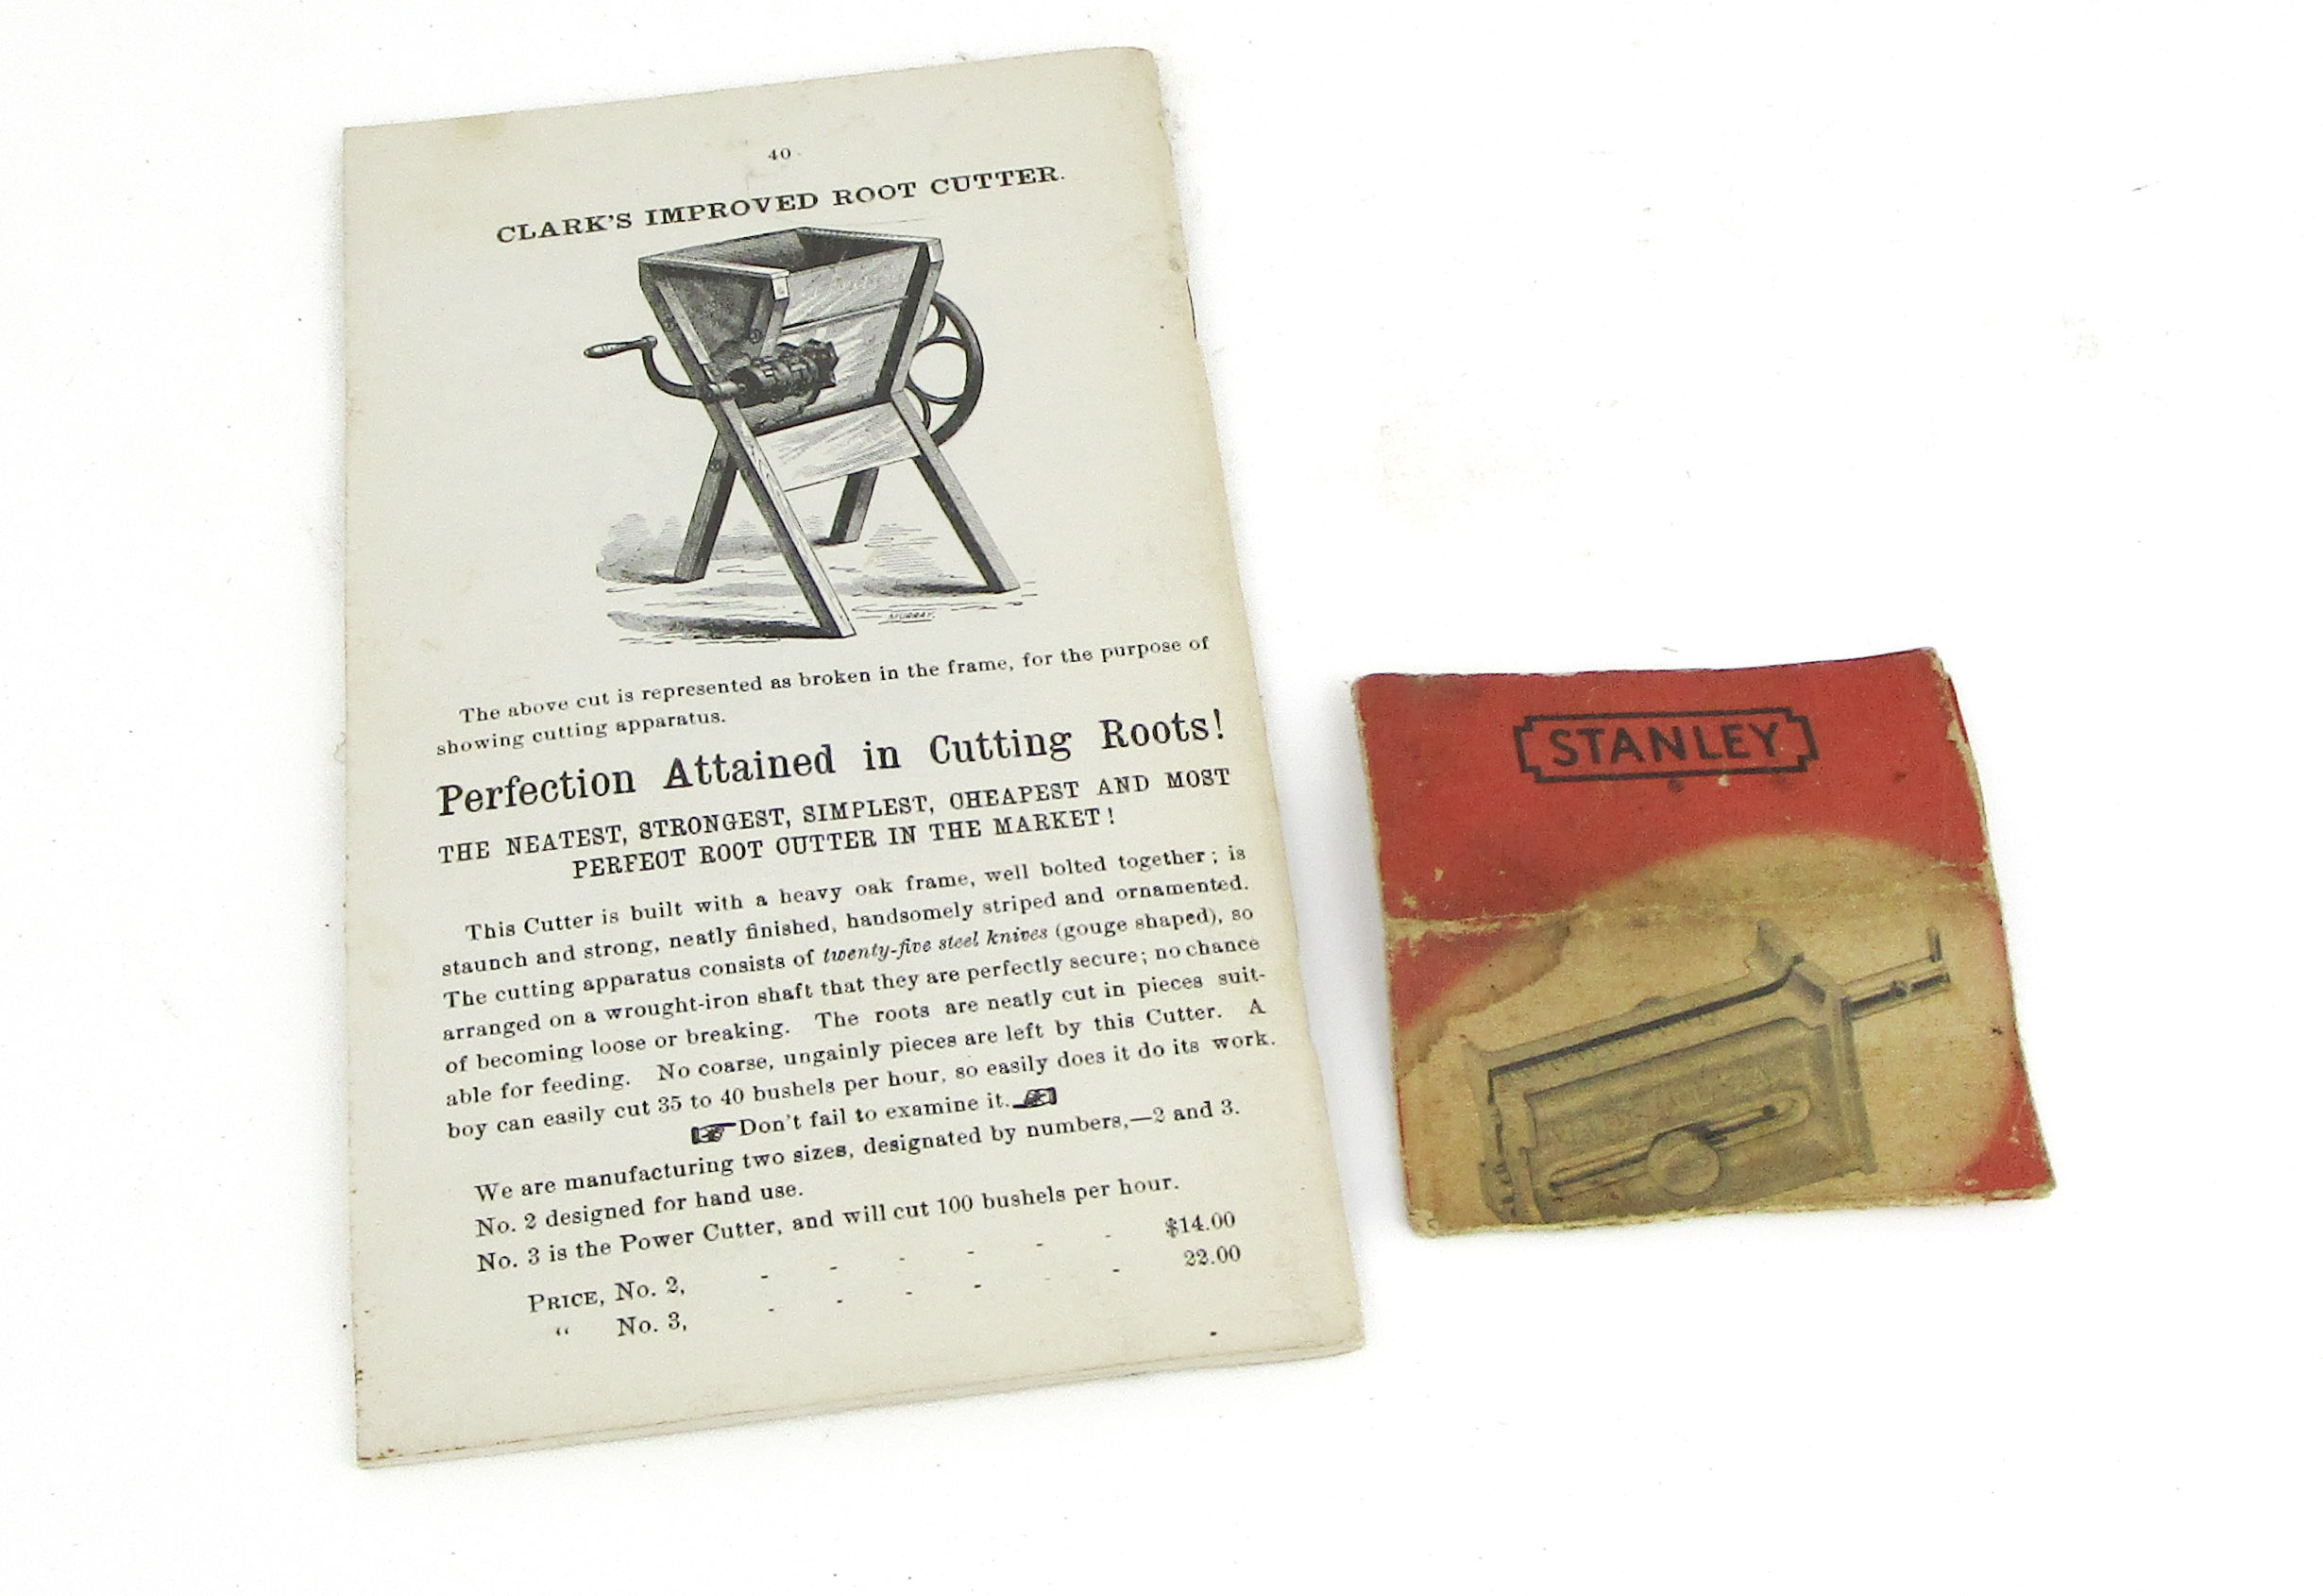 40
CLARK'S IMPROVED ROOT CUTTER.
MURRAY.
The above cut is represented as broken in the frame, for the purpose of
showing cutting apparatus.
Perfection Attained in Cutting Roots!
THE NEATEST, STRONGEST, SIMPLEST, CHEAPEST AND MOST
PERFECT ROOT CUTTER IN THE MARKET!
This Cutter is built with a heavy oak frame, well bolted together; is
staunch and strong, neatly finished, handsomely striped and ornamented.
The cutting apparatus consists of twenty-five steel knives (gouge shaped), so
arranged on a wrought-iron shaft that they are perfectly secure; no chance
of becoming loose or breaking. The roots are neatly cut in pieces suit-
able for feeding. No coarse, ungainly pieces are left by this Cutter. A
boy can easily cut 35 to 40 bushels per hour, so easily does it do its work.
☞Don't fail to examine it.☜
We are manufacturing two sizes, designated by numbers,—2 and 3.
No. 2 designed for hand use.
No. 3 is the Power Cutter, and will cut 100 bushels per hour.
PRICE, No. 2, - - - - - - $14.00
" No. 3, - - - - - 22.00
STANLEY